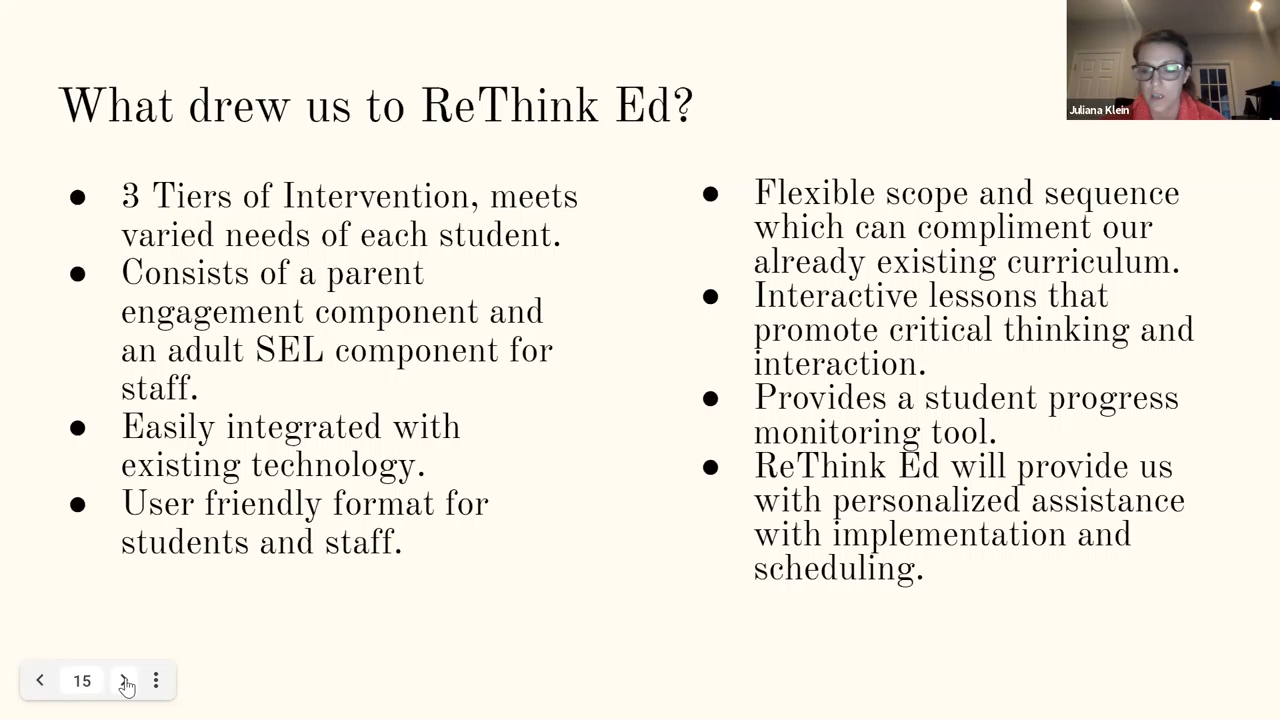 What drew us to ReThink Ed?
● 3 Tiers of Intervention, meets
varied needs of each student.
● Consists of a parent
engagement component and
an adult SEL component for
staff.
● Easily integrated with
existing technology.
● User friendly format for
students and staff.
● Flexible scope and sequence
which can compliment our
already existing curriculum.
● Interactive lessons that
promote critical thinking and
interaction.
● Provides a student progress
monitoring tool.
● ReThink Ed will provide us
with personalized assistance
with implementation and
scheduling.
Juliana Klein
15